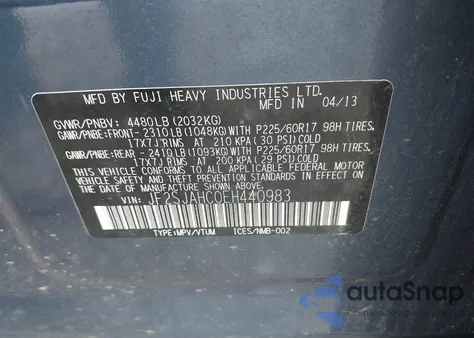 MFD BY FUJI HEAVY INDUSTRIES LTD.
IN 04/13
GVWR/PNBV: 4480LB (2032KG)
GAWR/PNBE: FRONT- 2310LB (1048KG) WITH P225/60R17 98H TIRES.
17X7J RIMS AT 210 KPA (30 PSI) COLD
GAWR/PNBE: REAR - 2410LB (1093KG) WITH P225/60R17 98H TIRES.
17X7J RIMS AT 200 KPA (29 PSI) COLD
THIS VEHICLE CONFORMS TO ALL APPLICABLE FEDERAL
MOTOR VEHICLE SAFETY, BUMPER, AND THEFT PREVENTION
STANDARDS IN EFFECT ON THE DATE OF MANUFACTURE
SHOWN ABOVE.
VIN: JF2SJAHC0EH440983
TYPE:MPV/VTUM ICES/NMB-002
autoSnap